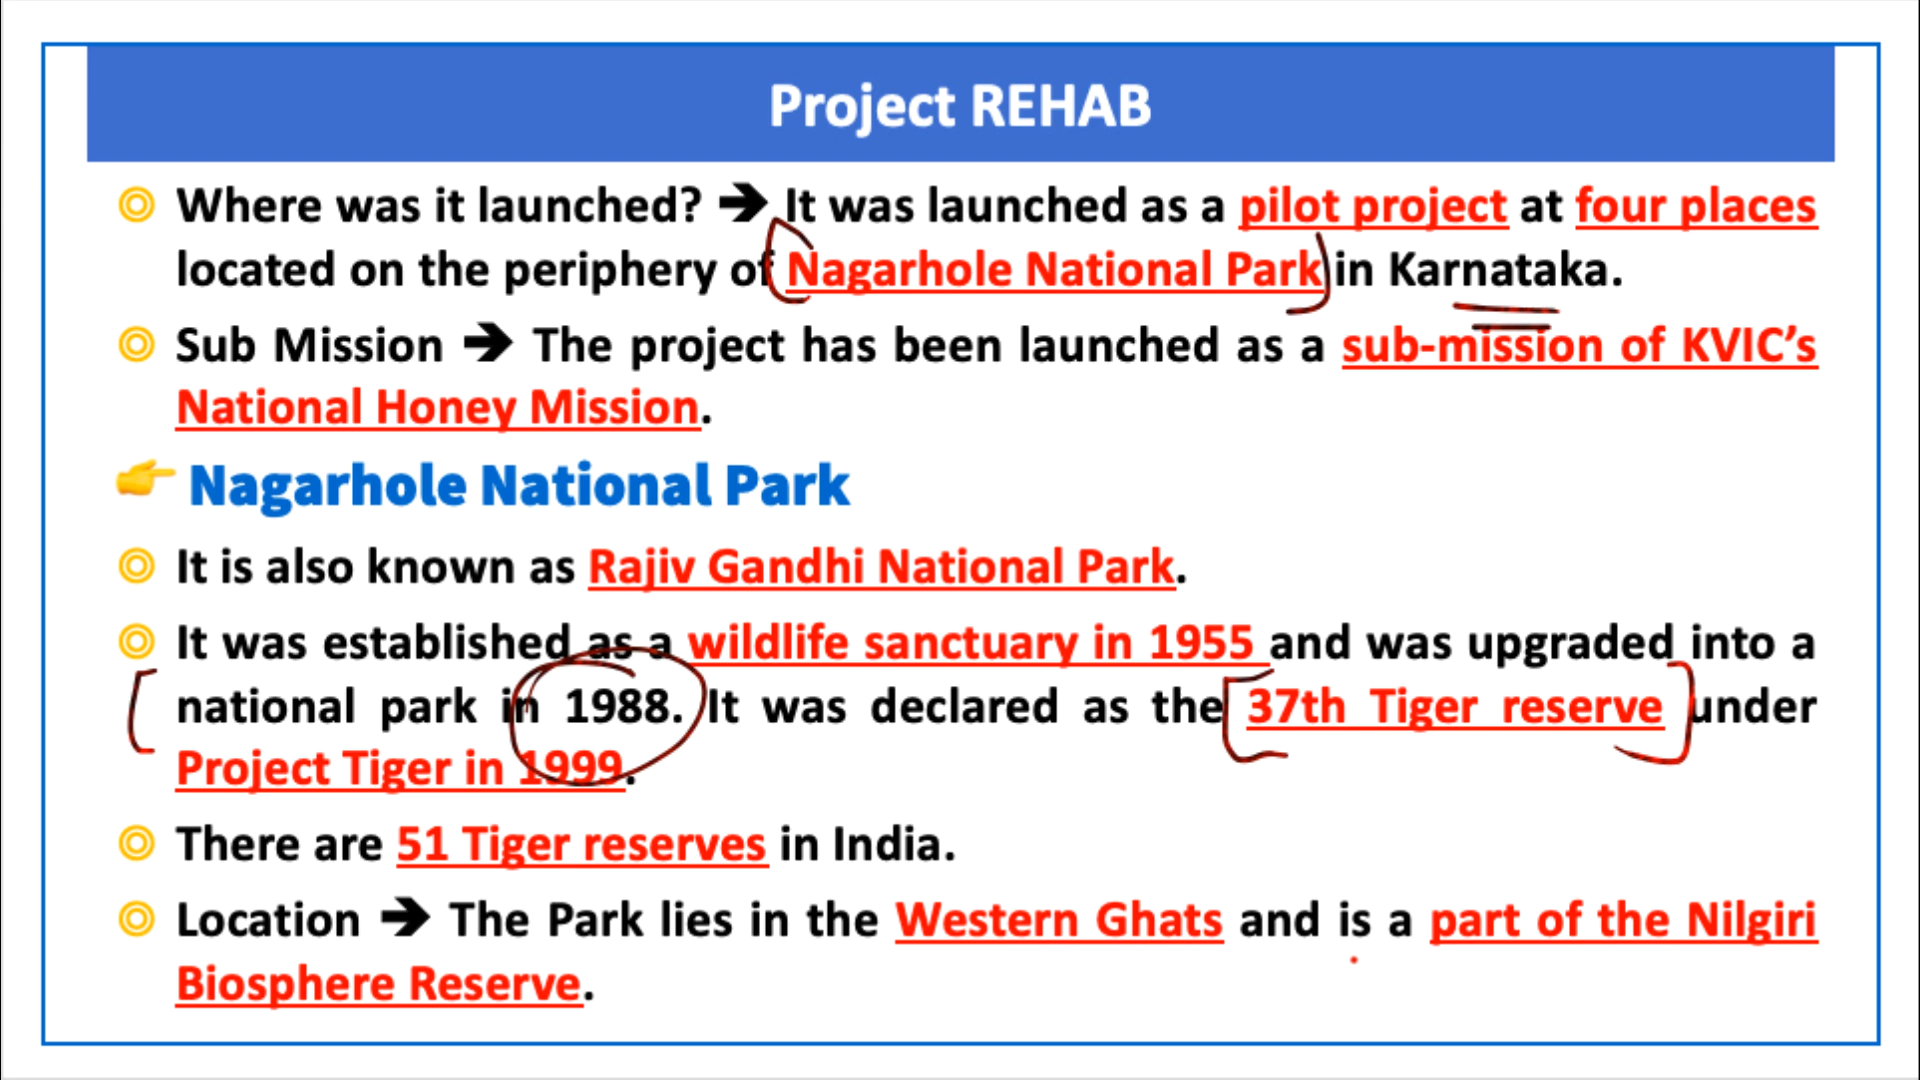 Project REHAB
Where was it launched? → It was launched as a pilot project at four places
located on the periphery of Nagarhole National Park in Karnataka.
Sub Mission → The project has been launched as a sub-mission of KVIC’s
National Honey Mission.
Nagarhole National Park
It is also known as Rajiv Gandhi National Park.
It was established as a wildlife sanctuary in 1955 and was upgraded into a
national park in 1988. It was declared as the 37th Tiger reserve under
Project Tiger in 1999.
There are 51 Tiger reserves in India.
Location → The Park lies in the Western Ghats and is a part of the Nilgiri
Biosphere Reserve.